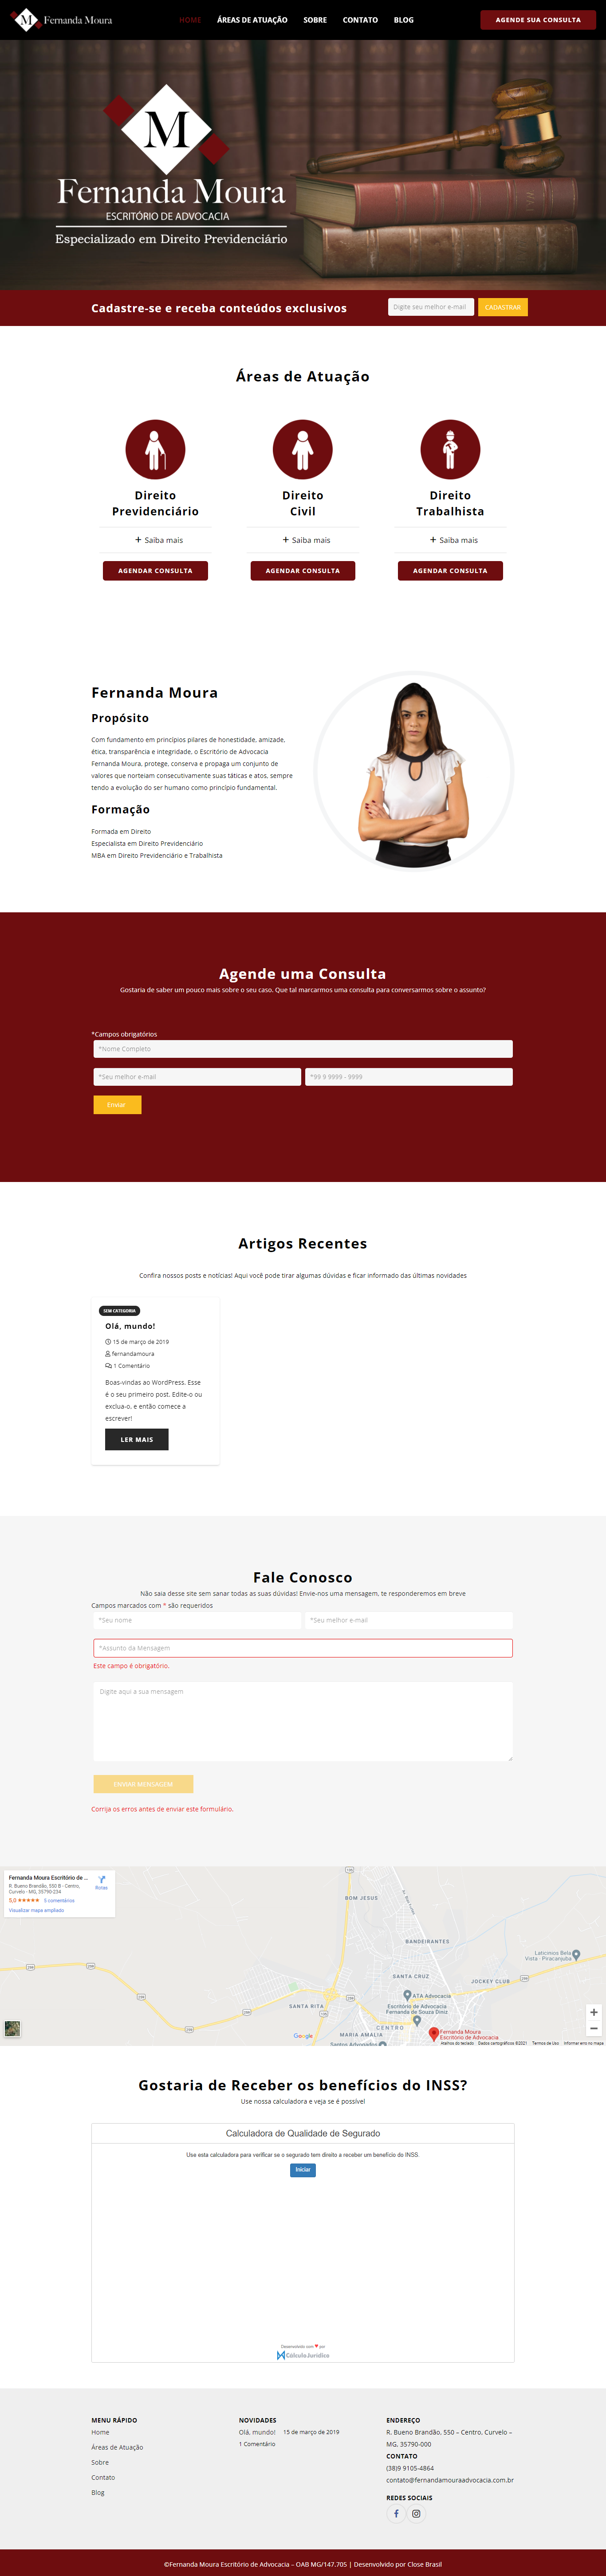 M
Fernanda Moura
HOME
ÁREAS DE ATUAÇÃO
SOBRE
CONTATO
BLOG
AGENDE SUA CONSULTA
M
Fernanda Moura
ESCRITÓRIO DE ADVOCACIA
Especializado em Direito Previdenciário
Cadastre-se e receba conteúdos exclusivos
Digite seu melhor e-mail
CADASTRAR
Áreas de Atuação
Direito
Previdenciário
+ Saiba mais
AGENDAR CONSULTA
Direito
Civil
+ Saiba mais
AGENDAR CONSULTA
Direito
Trabalhista
+ Saiba mais
AGENDAR CONSULTA
Fernanda Moura
Propósito
Com fundamento em princípios pilares de honestidade, amizade,
ética, transparência e integridade, o Escritório de Advocacia
Fernanda Moura, protege, conserva e propaga um conjunto de
valores que norteiam consecutivamente suas táticas e atos, sempre
tendo a evolução do ser humano como princípio fundamental.
Formação
Formada em Direito
Especialista em Direito Previdenciário
MBA em Direito Previdenciário e Trabalhista
Agende uma Consulta
Gostaria de saber um pouco mais sobre o seu caso. Que tal marcarmos uma consulta para conversarmos sobre o assunto?
*Campos obrigatórios
*Nome Completo
*Seu melhor e-mail
*99 9 9999 - 9999
Enviar
Artigos Recentes
Confira nossos posts e notícias! Aqui você pode tirar algumas dúvidas e ficar informado das últimas novidades
SEM CATEGORIA
Olá, mundo!
15 de março de 2019
fernandamoura
1 Comentário
Boas-vindas ao WordPress. Esse
é o seu primeiro post. Edite-o ou
exclua-o, e então comece a
escrever!
LER MAIS
Fale Conosco
Não saia desse site sem sanar todas as suas dúvidas! Envie-nos uma mensagem, te responderemos em breve
Campos marcados com * são requeridos
*Seu nome
*Seu melhor e-mail
*Assunto da Mensagem
Este campo é obrigatório.
Digite aqui a sua mensagem
ENVIAR MENSAGEM
Corrija os erros antes de enviar este formulário.
Fernanda Moura Escritório de ...
R. Bueno Brandão, 550 B - Centro,
Curvelo - MG, 35790-234
Rotas
5,0 ★★★★★ 5 comentários
Visualizar mapa ampliado
BOM JESUS
BANDEIRANTES
Laticínios Bela
Vista - Piracanjuba
SANTA CRUZ
JOCKEY CLUB
ATA Advocacia
SANTA RITA
Escritório de Advocacia
Fernanda de Souza Diniz
CENTRO
MARIA AMALIA
Fernanda Moura
Escritório de Advocacia
Santos Advogados
Google
Atalhos do teclado
Dados cartográficos ©2021
Termos de Uso
Informar erro no mapa
Gostaria de Receber os benefícios do INSS?
Use nossa calculadora e veja se é possível
Calculadora de Qualidade de Segurado
Use esta calculadora para verificar se o segurado tem direito a receber um benefício do INSS
Iniciar
Desenvolvido com ♥ por
CálculoJurídico
MENU RÁPIDO
Home
Áreas de Atuação
Sobre
Contato
Blog
NOVIDADES
Olá, mundo! 15 de março de 2019
1 Comentário
ENDEREÇO
R. Bueno Brandão, 550 – Centro, Curvelo –
MG, 35790-000
CONTATO
(38)9 9105-4864
contato@fernandamouraadvocacia.com.br
REDES SOCIAIS
©Fernanda Moura Escritório de Advocacia – OAB MG/147.705 | Desenvolvido por Close Brasil